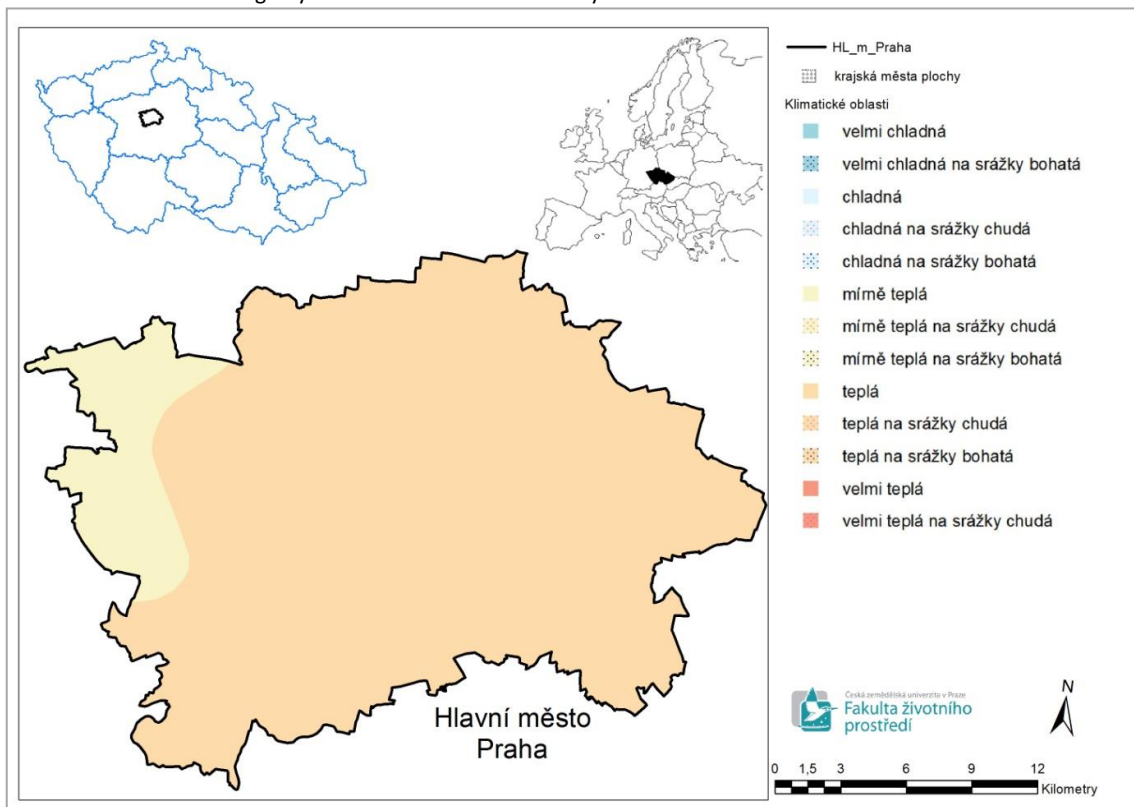 HL_m_Praha
krajská města plochy
Klimatické oblasti
velmi chladná
velmi chladná na srážky bohatá
chladná
chladná na srážky chudá
chladná na srážky bohatá
mírně teplá
mírně teplá na srážky chudá
mírně teplá na srážky bohatá
teplá
teplá na srážky chudá
teplá na srážky bohatá
velmi teplá
velmi teplá na srážky chudá
Hlavní město
Praha
Česká zemědělská univerzita v Praze
Fakulta životního
prostředí
N
0 1,5 3 6 9 12
Kilometry